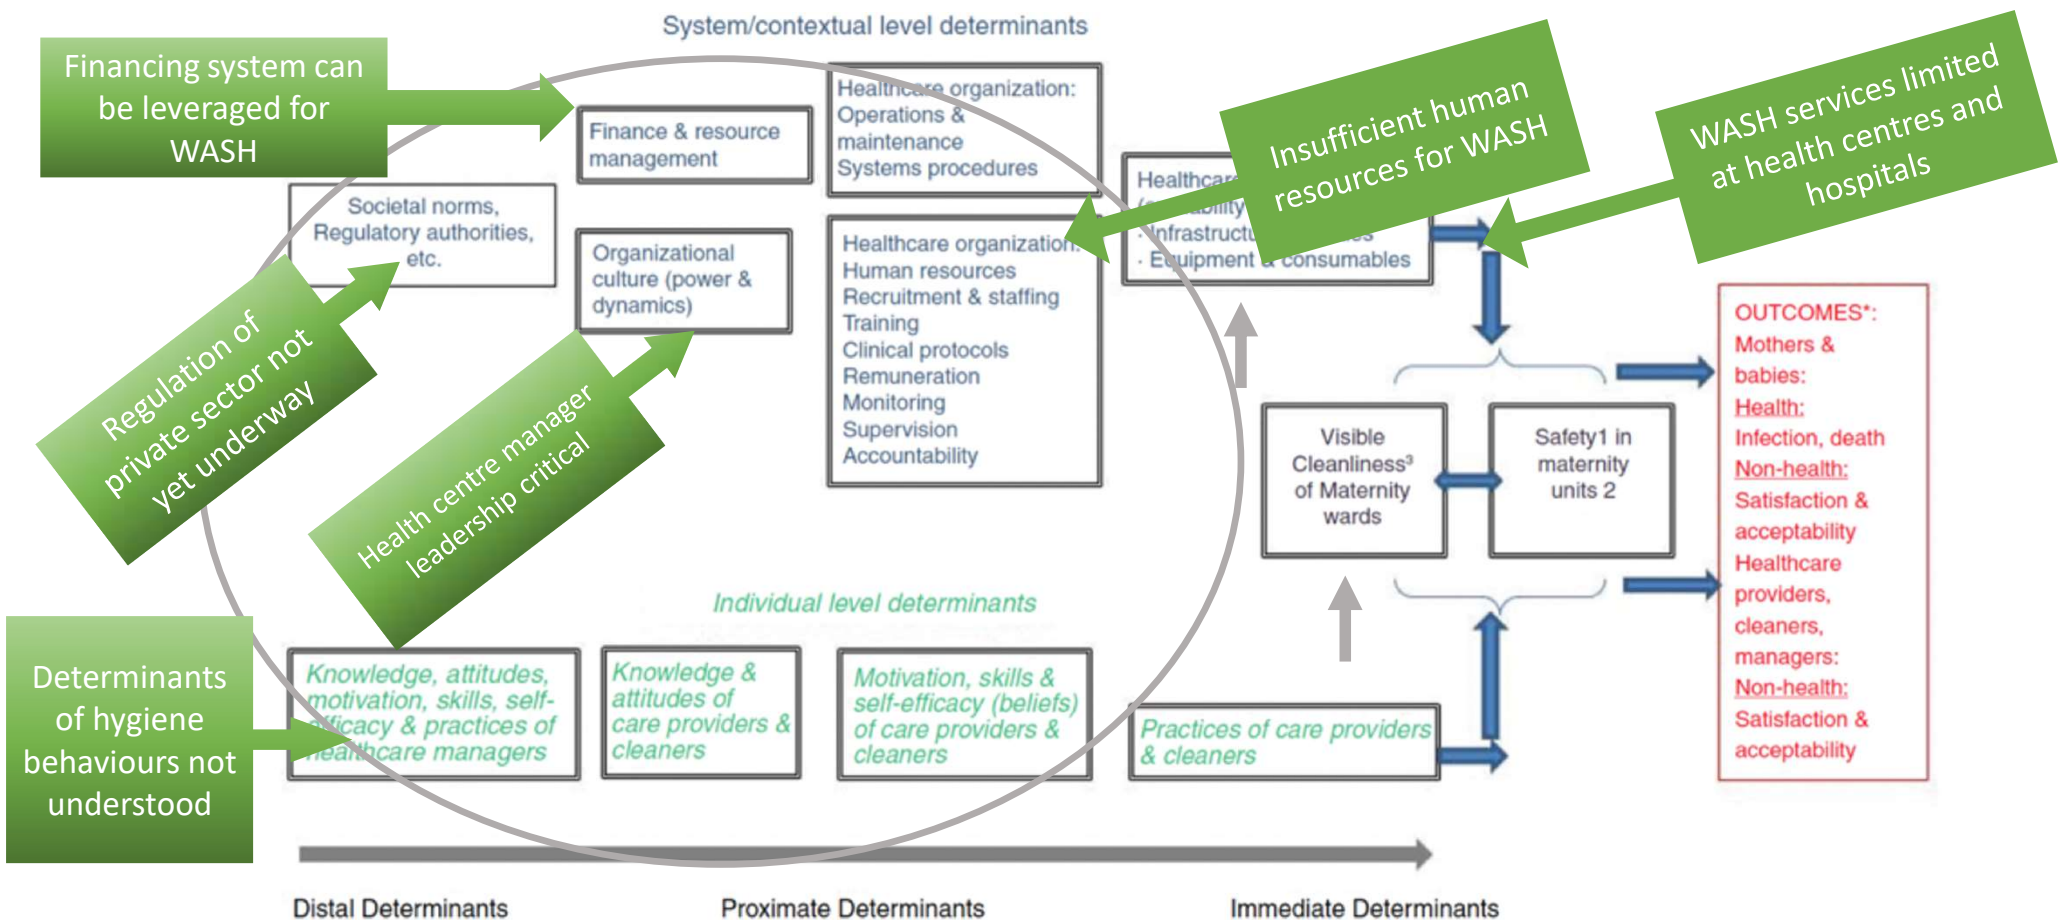 System/contextual level determinants
Financing system can
be leveraged for
WASH
Finance & resource
management
Healthcare organization:
Operations &
maintenance
Systems procedures
Insufficient human
resources for WASH
WASH services limited
at health centres and
hospitals
Societal norms,
Regulatory authorities,
etc.
Organizational
culture (power &
dynamics)
Healthcare organization:
Human resources
Recruitment & staffing
Training
Clinical protocols
Remuneration
Monitoring
Supervision
Accountability
Healthcare
· Equipment & consumables
Regulation of
private sector not
yet underway
Health centre manager
leadership critical
Visible
Cleanliness³
of Maternity
wards
Safety1 in
maternity
units 2
OUTCOMES*:
Mothers &
babies:
Health:
Infection, death
Non-health:
Satisfaction &
acceptability
Healthcare
providers,
cleaners,
managers:
Non-health:
Satisfaction &
acceptability
Individual level determinants
Determinants
of hygiene
behaviours not
understood
Knowledge, attitudes,
motivation, skills, self-
efficacy & practices of
healthcare managers
Knowledge &
attitudes of
care providers &
cleaners
Motivation, skills &
self-efficacy (beliefs)
of care providers &
cleaners
Practices of care providers
& cleaners
Distal Determinants
Proximate Determinants
Immediate Determinants